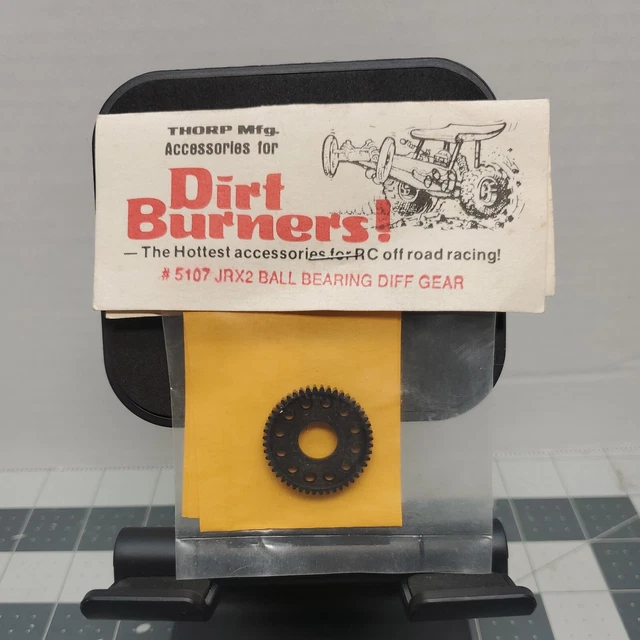 THORP Mfg.
Accessories for
Dirt
Burners!
— The Hottest accessories for RC off road racing!
# 5107 JRX2 BALL BEARING DIFF GEAR